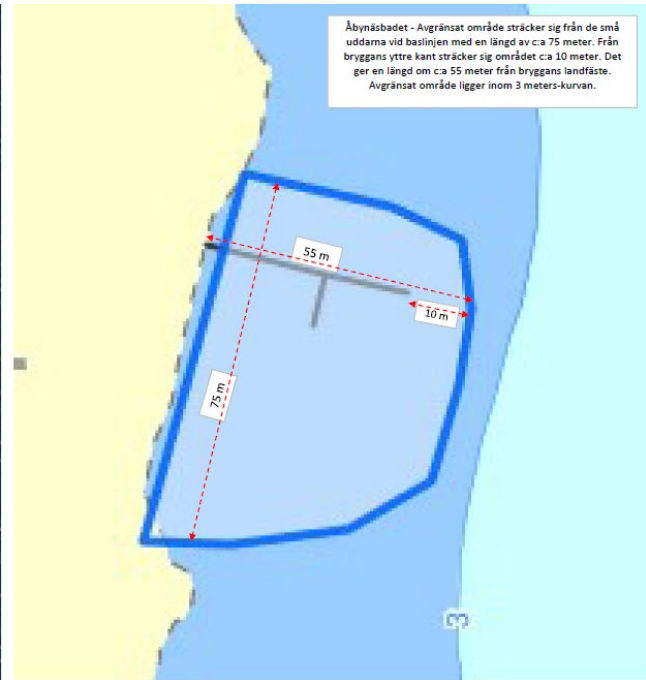 Åbynäsbadet - Avgränsat område sträcker sig från de små
uddarna vid baslinjen med en längd av c:a 75 meter. Från
bryggans yttre kant sträcker sig området c:a 10 meter. Det
ger en längd om c:a 55 meter från bryggans landfäste.
Avgränsat område ligger inom 3 meters-kurvan.
55 m
10 m
75 m